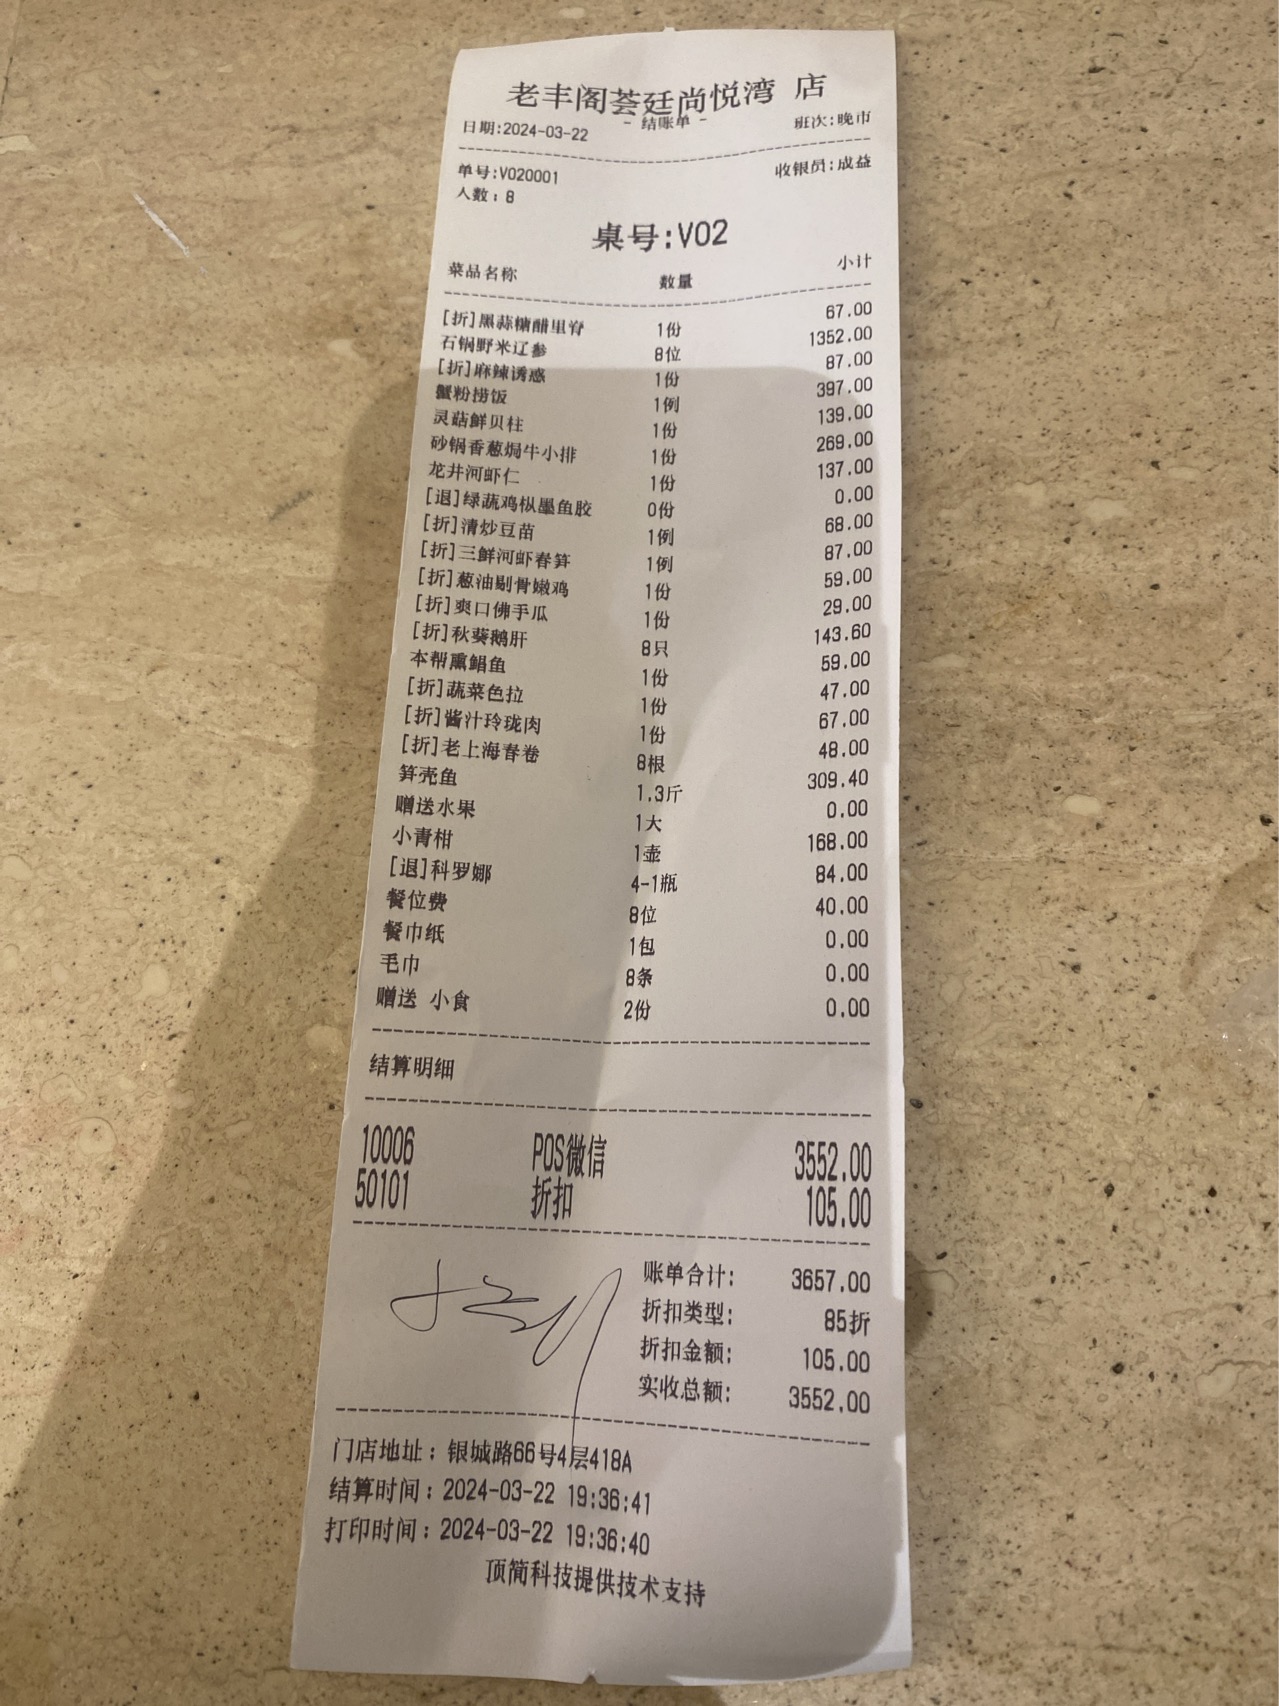 老丰阁荟廷尚悦湾 店
- 结账单 -
日期:2024-03-22 班次:晚市
单号:V020001 收银员:成益
人数: 8
桌号:V02
菜品名称 数量 小计
[折]黑蒜糖醋里脊 1份 67.00
石锅野米辽参 8位 1352.00
[折]麻辣诱惑 1份 87.00
蟹粉捞饭 1例 397.00
灵菇鲜贝柱 1份 139.00
砂锅香葱焗牛小排 1份 269.00
龙井河虾仁 1份 137.00
[退]绿蔬鸡枞墨鱼胶 0份 0.00
[折]清炒豆苗 1例 68.00
[折]三鲜河虾春笋 1例 87.00
[折]葱油剔骨嫩鸡 1份 59.00
[折]爽口佛手瓜 1份 29.00
[折]秋葵鹅肝 8只 143.60
本帮熏鲳鱼 1份 59.00
[折]蔬菜色拉 1份 47.00
[折]酱汁玲珑肉 1份 67.00
[折]老上海春卷 8根 48.00
笋壳鱼 1.3斤 309.40
赠送水果 1大 0.00
小青柑 1壶 168.00
[退]科罗娜 4-1瓶 84.00
餐位费 8位 40.00
餐巾纸 1包 0.00
毛巾 8条 0.00
赠送 小食 2份 0.00
结算明细
10006 POS微信 3552.00
50101 折扣 105.00
账单合计: 3657.00
折扣类型: 85折
折扣金额: 105.00
实收总额: 3552.00
门店地址: 银城路66号4层418A
结算时间: 2024-03-22 19:36:41
打印时间: 2024-03-22 19:36:40
顶简科技提供技术支持